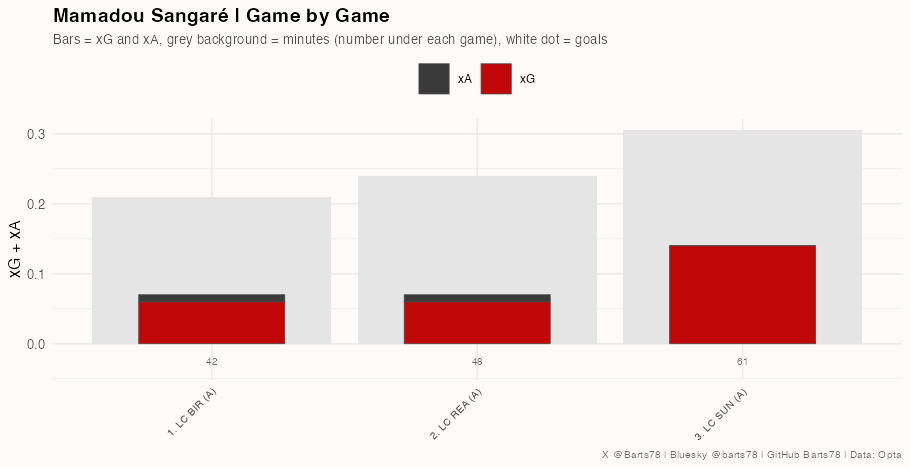 Mamadou Sangaré | Game by Game
Bars = xG and xA, grey background = minutes (number under each game), white dot = goals
xA xG
xG + xA
0.3
0.2
0.1
0.0
42 48 61
1. LC BIR (A) 2. LC REA (A) 3. LC SUN (A)
X @Barts78 | Bluesky @barts78 | GitHub Barts78 | Data: Opta